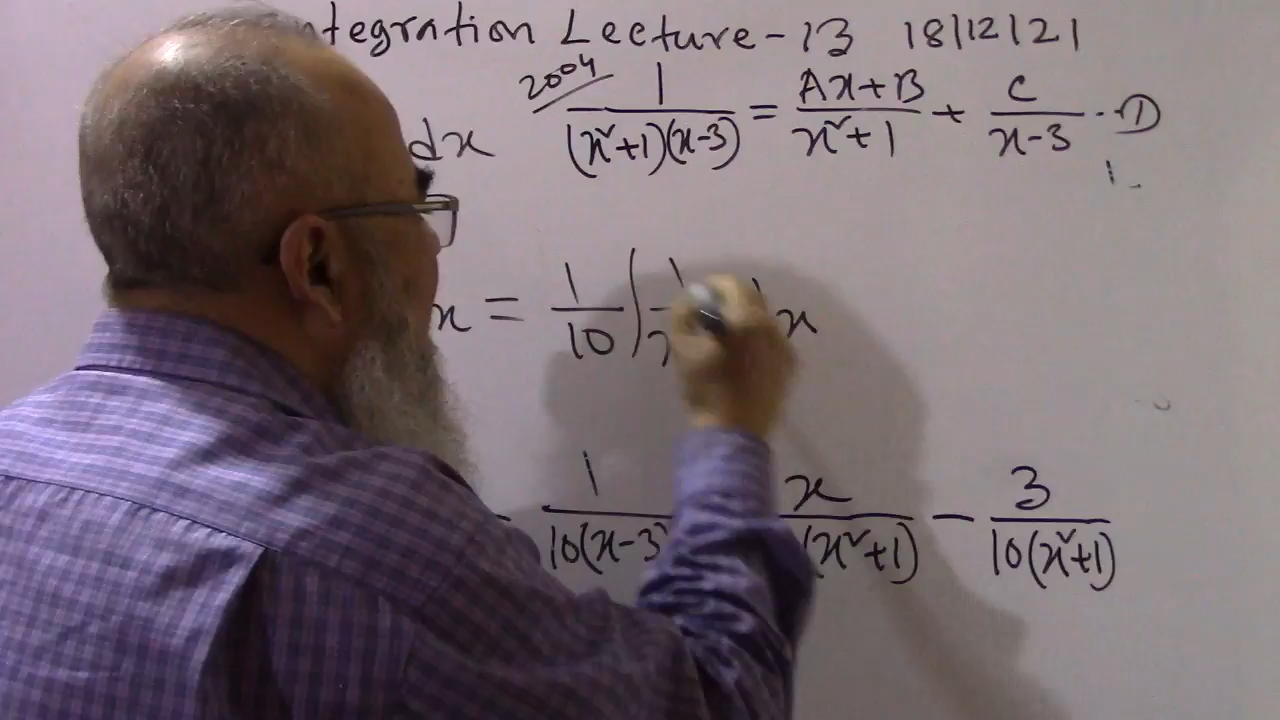 ntegration Lecture-13 18/12/21
2004
dx 1/((x²+1)(x-3)) = (Ax+B)/(x²+1) + C/(x-3) ..①
x = 1/10 ∫ 1 x
1/(10(x-3) x/(x²+1) - 3/(10(x²+1))